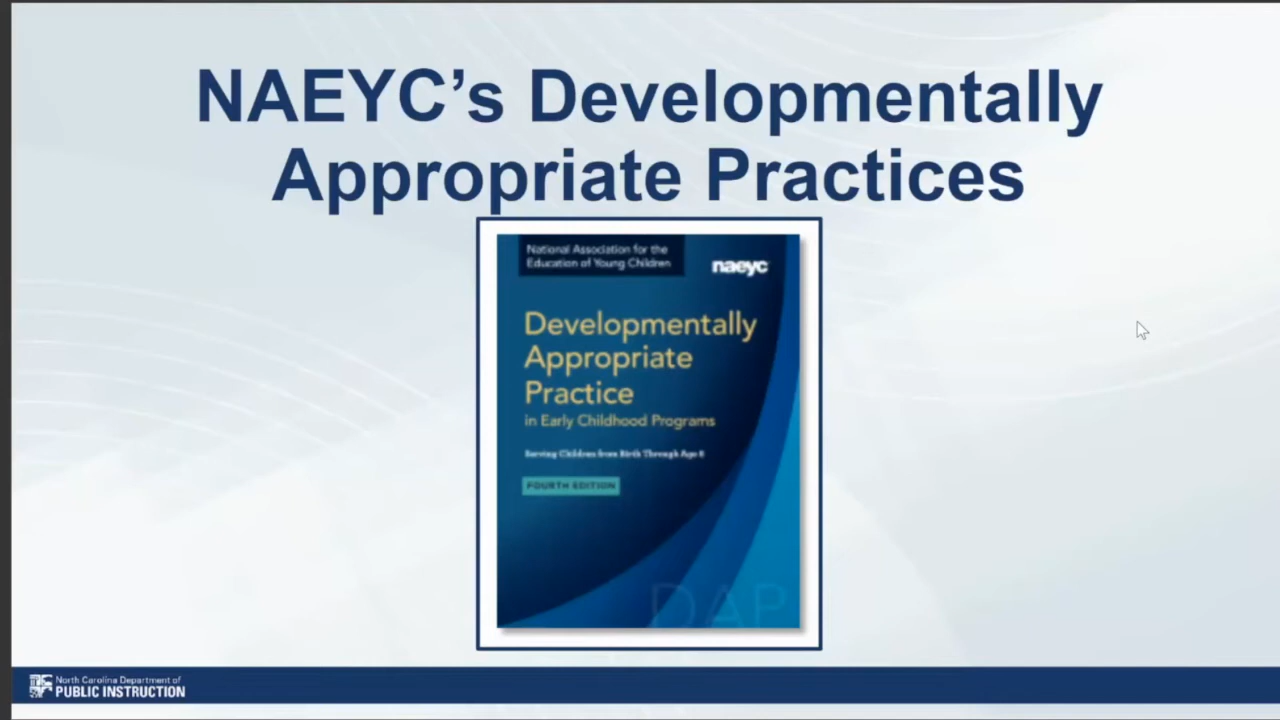 NAEYC’s Developmentally
Appropriate Practices
National Association for the
Education of Young Children
naeyc
Developmentally
Appropriate
Practice
in Early Childhood Programs
Serving Children from Birth Through Age 8
FOURTH EDITION
DAP
North Carolina Department of
PUBLIC INSTRUCTION